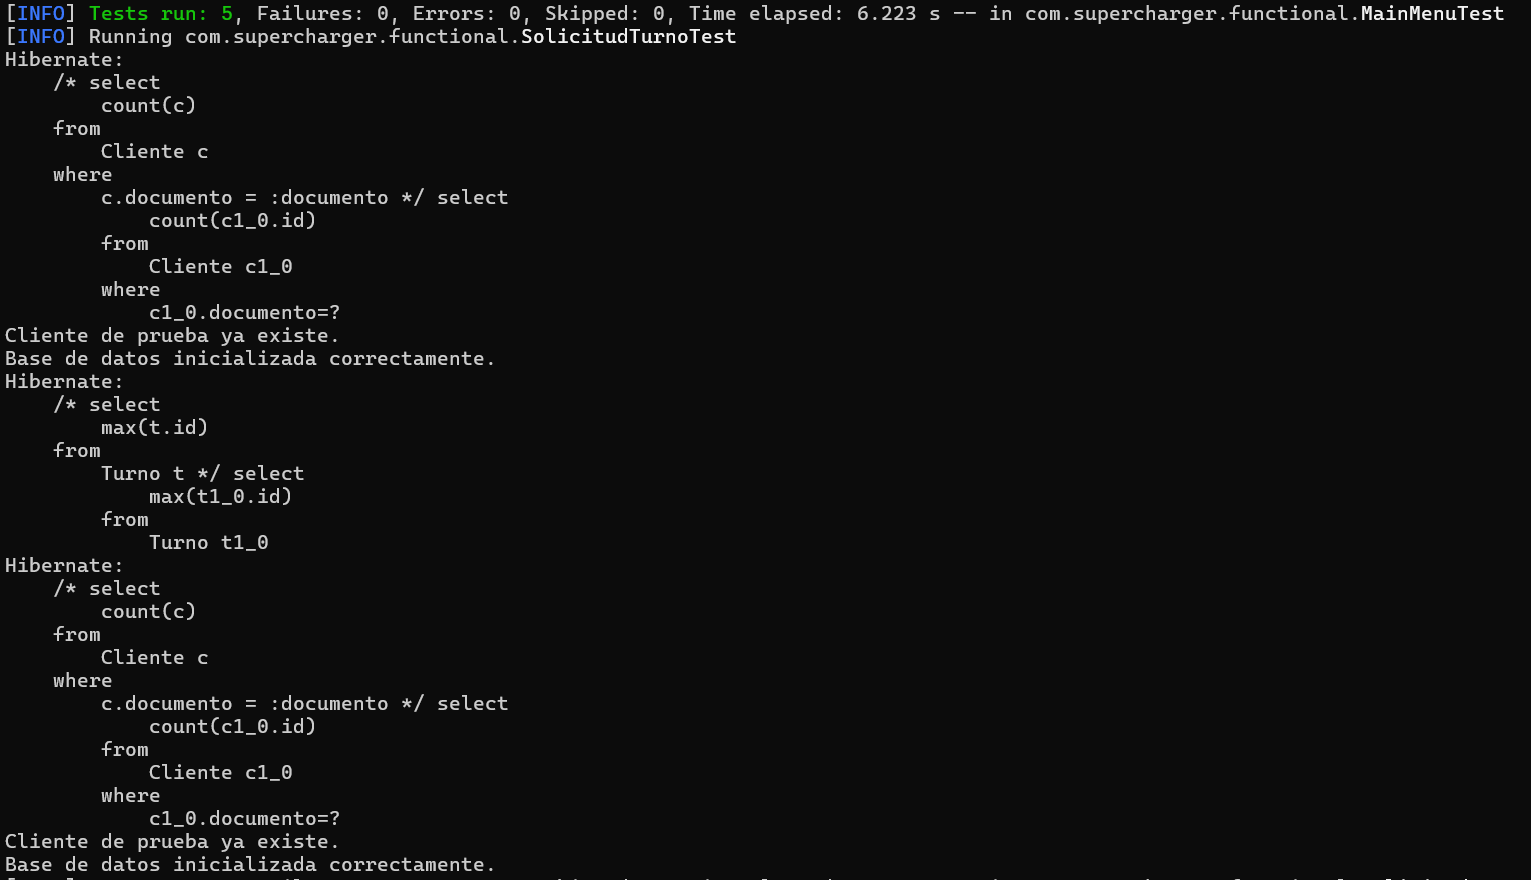 [INFO] Tests run: 5, Failures: 0, Errors: 0, Skipped: 0, Time elapsed: 6.223 s -- in com.supercharger.functional.MainMenuTest
[INFO] Running com.supercharger.functional.SolicitudTurnoTest
Hibernate:
    /* select
        count(c)
    from
        Cliente c
    where
        c.documento = :documento */ select
            count(c1_0.id)
        from
            Cliente c1_0
        where
            c1_0.documento=?
Cliente de prueba ya existe.
Base de datos inicializada correctamente.
Hibernate:
    /* select
        max(t.id)
    from
        Turno t */ select
            max(t1_0.id)
        from
            Turno t1_0
Hibernate:
    /* select
        count(c)
    from
        Cliente c
    where
        c.documento = :documento */ select
            count(c1_0.id)
        from
            Cliente c1_0
        where
            c1_0.documento=?
Cliente de prueba ya existe.
Base de datos inicializada correctamente.